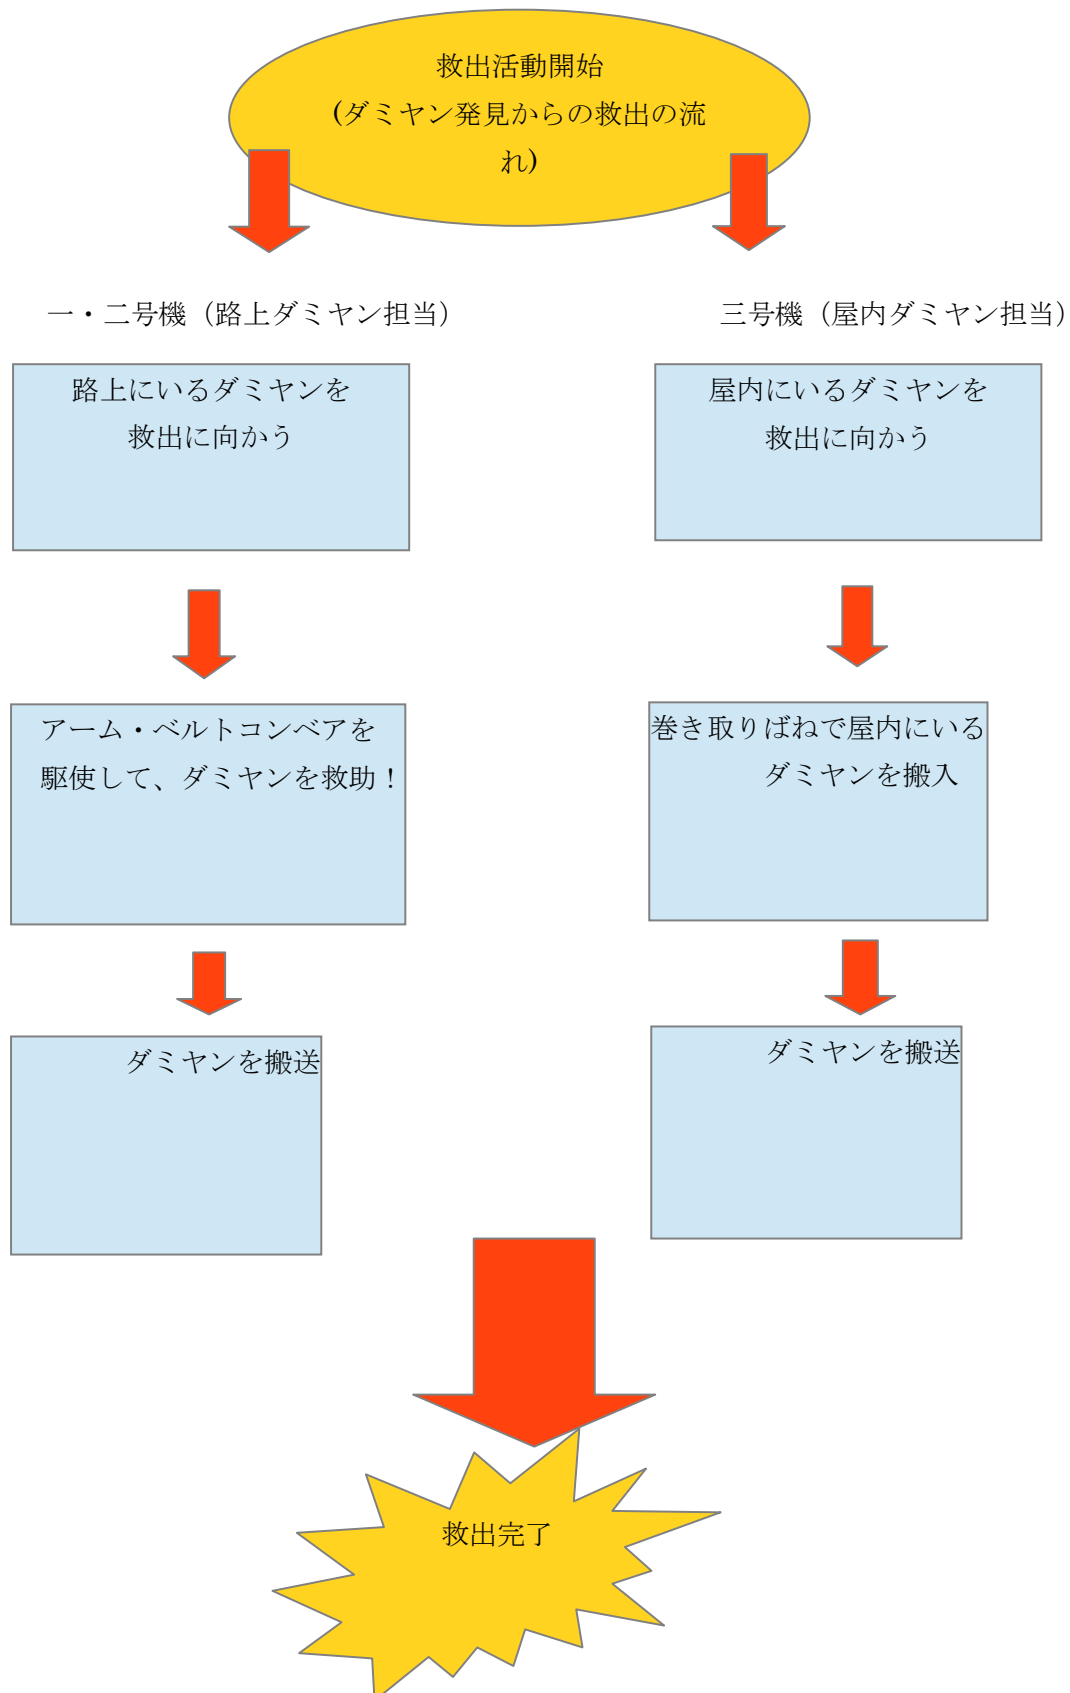 救出活動開始
(ダミヤン発見からの救出の流
れ)
一・二号機（路上ダミヤン担当）
路上にいるダミヤンを
救出に向かう
アーム・ベルトコンベアを
駆使して、ダミヤンを救助！
ダミヤンを搬送
三号機（屋内ダミヤン担当）
屋内にいるダミヤンを
救出に向かう
巻き取りばねで屋内にいる
ダミヤンを搬入
ダミヤンを搬送
救出完了